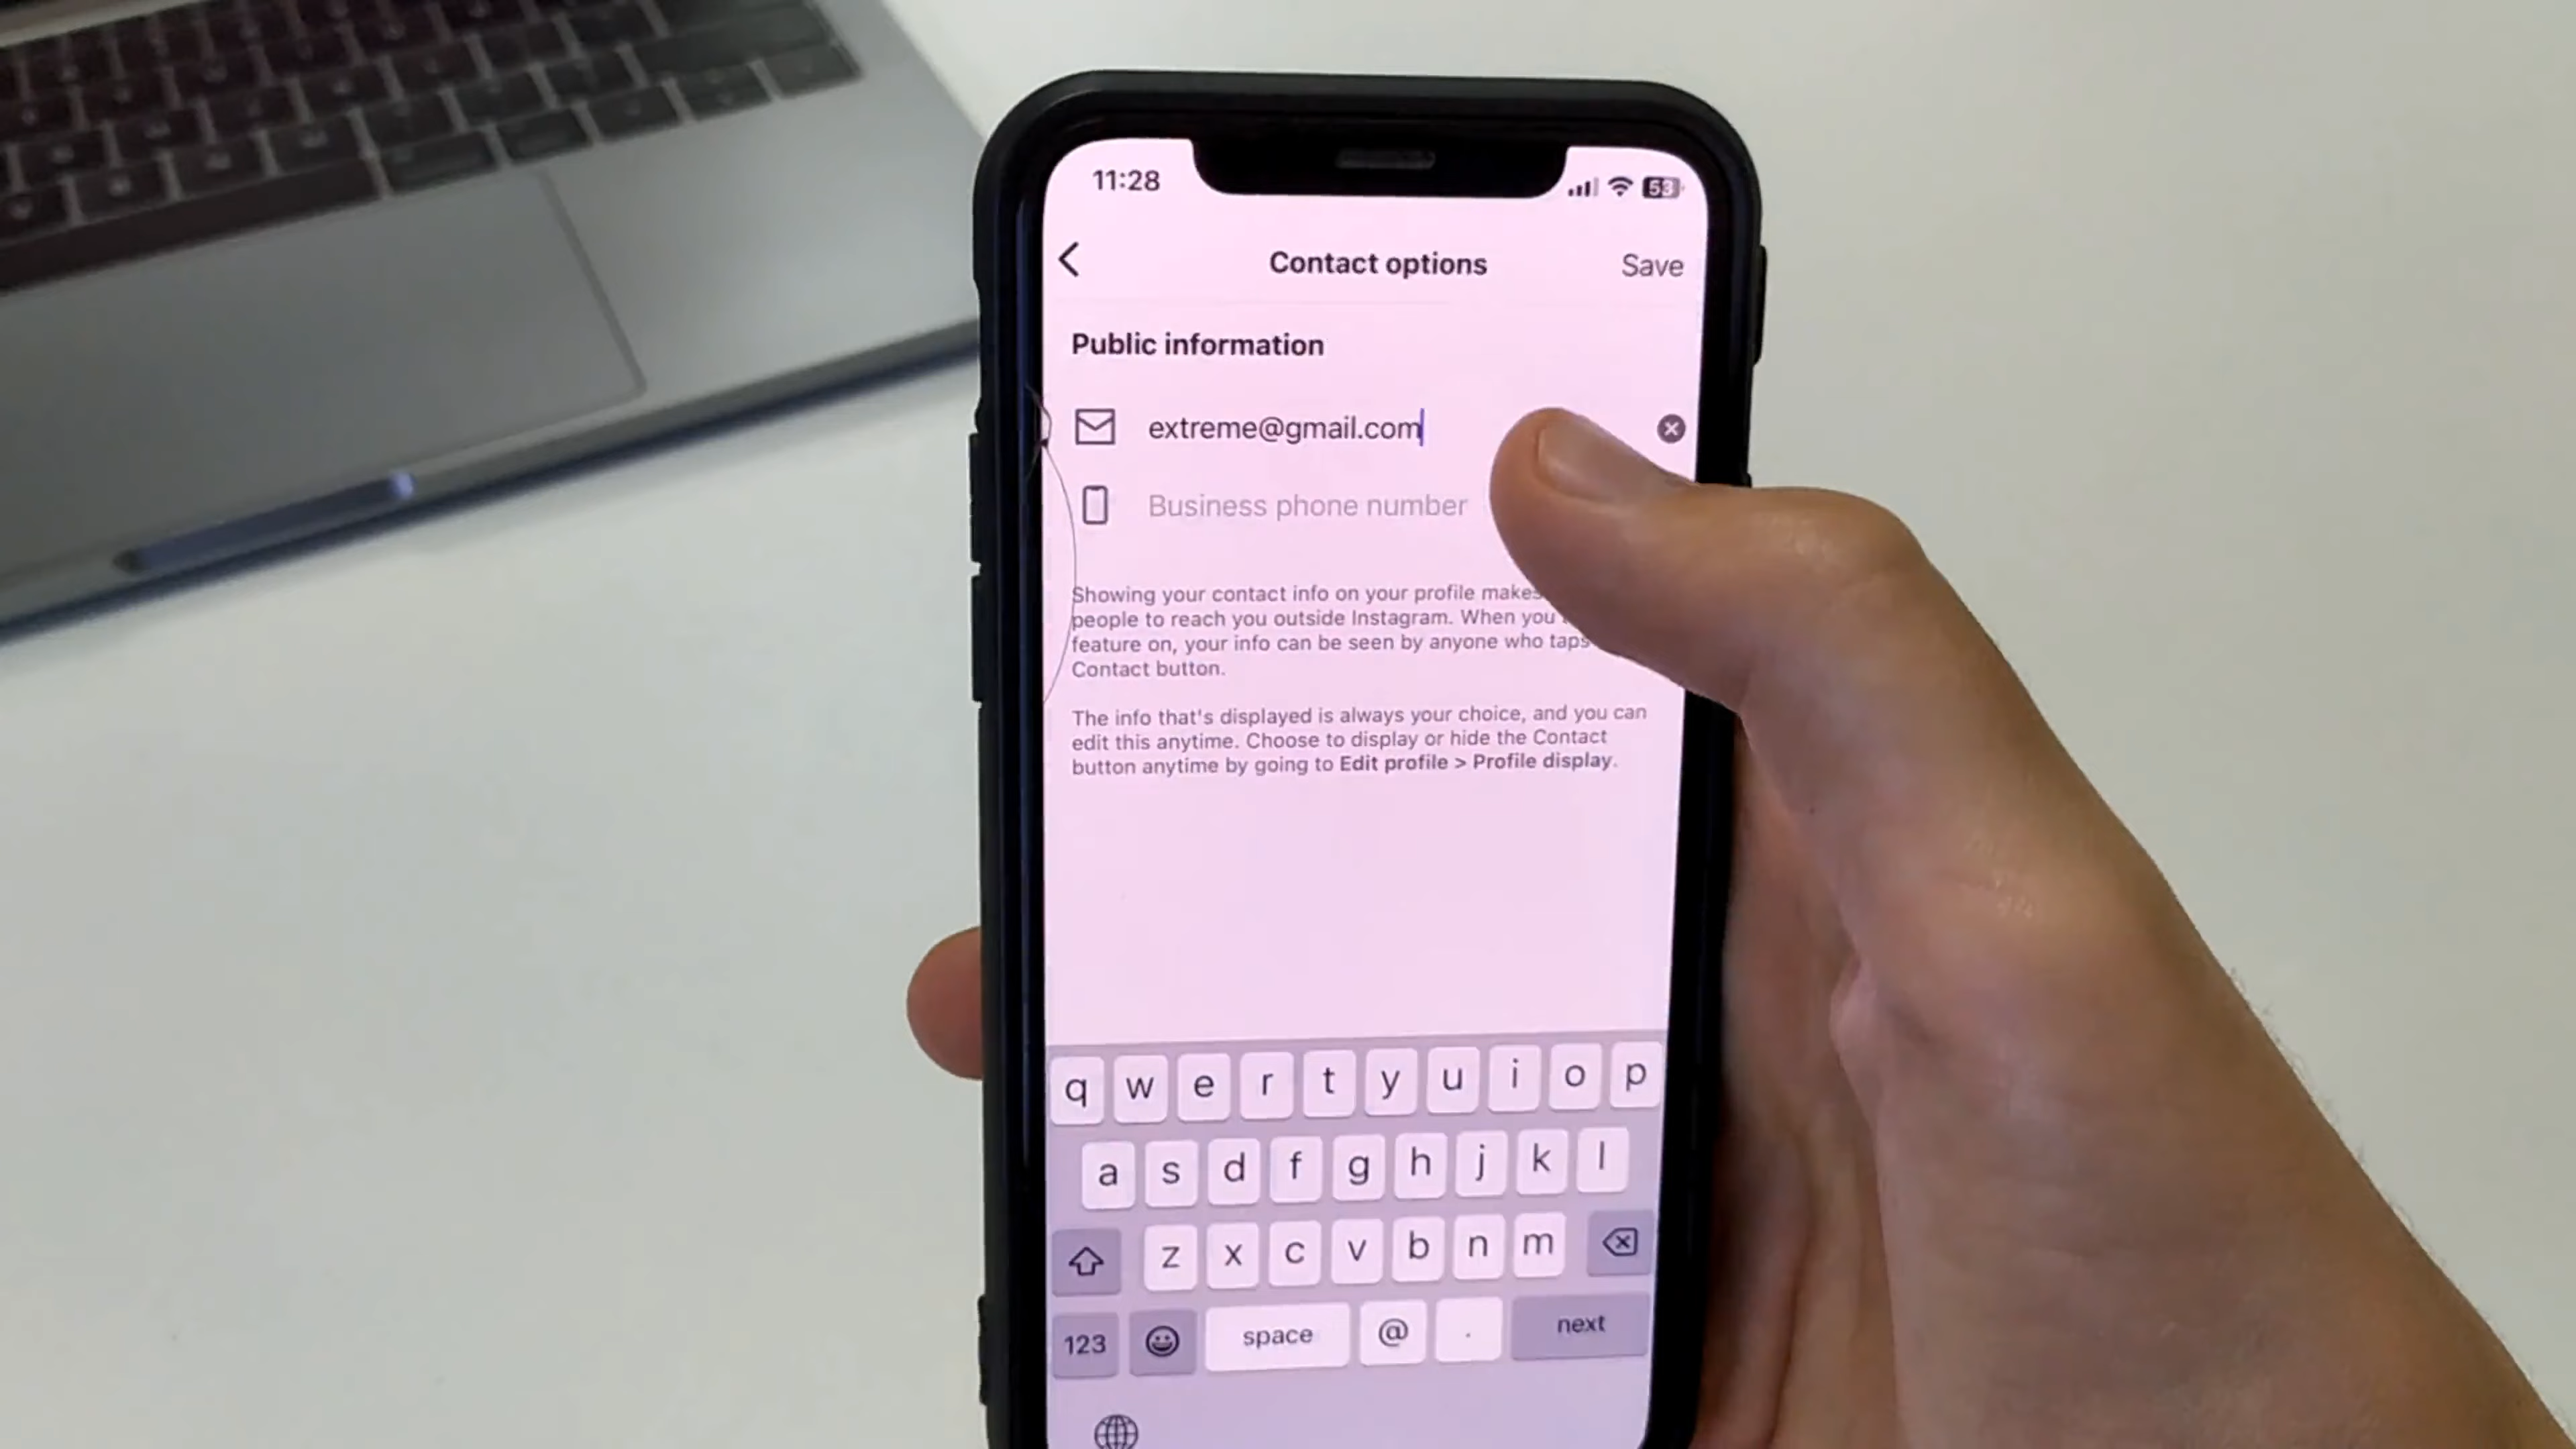 11:28
53
Contact options
Save
Public information
extreme@gmail.com
Business phone number
Showing your contact info on your profile makes
people to reach you outside Instagram. When you
feature on, your info can be seen by anyone who taps
Contact button.
The info that's displayed is always your choice, and you can
edit this anytime. Choose to display or hide the Contact
button anytime by going to Edit profile > Profile display.
q w e r t y u i o p
a s d f g h j k l
z x c v b n m
123 space @ . next